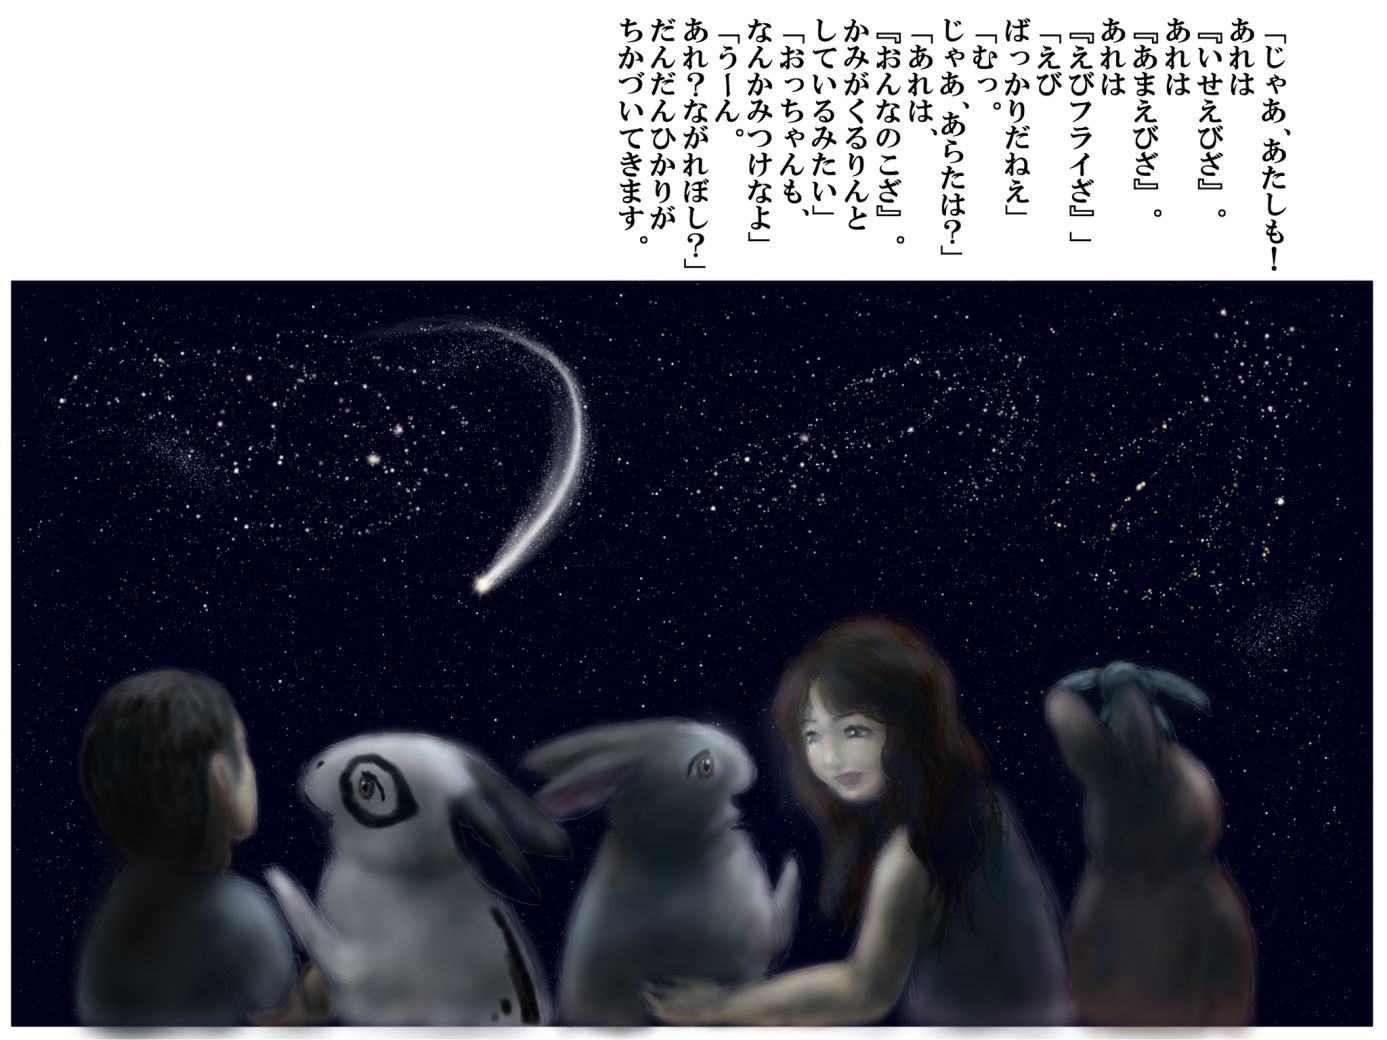 「じゃあ、あたしも！
あれは
『いせえびざ』。
あれは
『あまえびざ』。
あれは
『えびフライざ』」
「えび
ばっかりだねえ」
「むっ。
じゃあ、あらたは？」
「あれは、
『おんなのこざ』。
かみがくるりんと
しているみたい」
「おっちゃんも、
なんかみつけなよ」
「うーん。
あれ？ながれぼし？」
だんだんひかりが
ちかづいてきます。